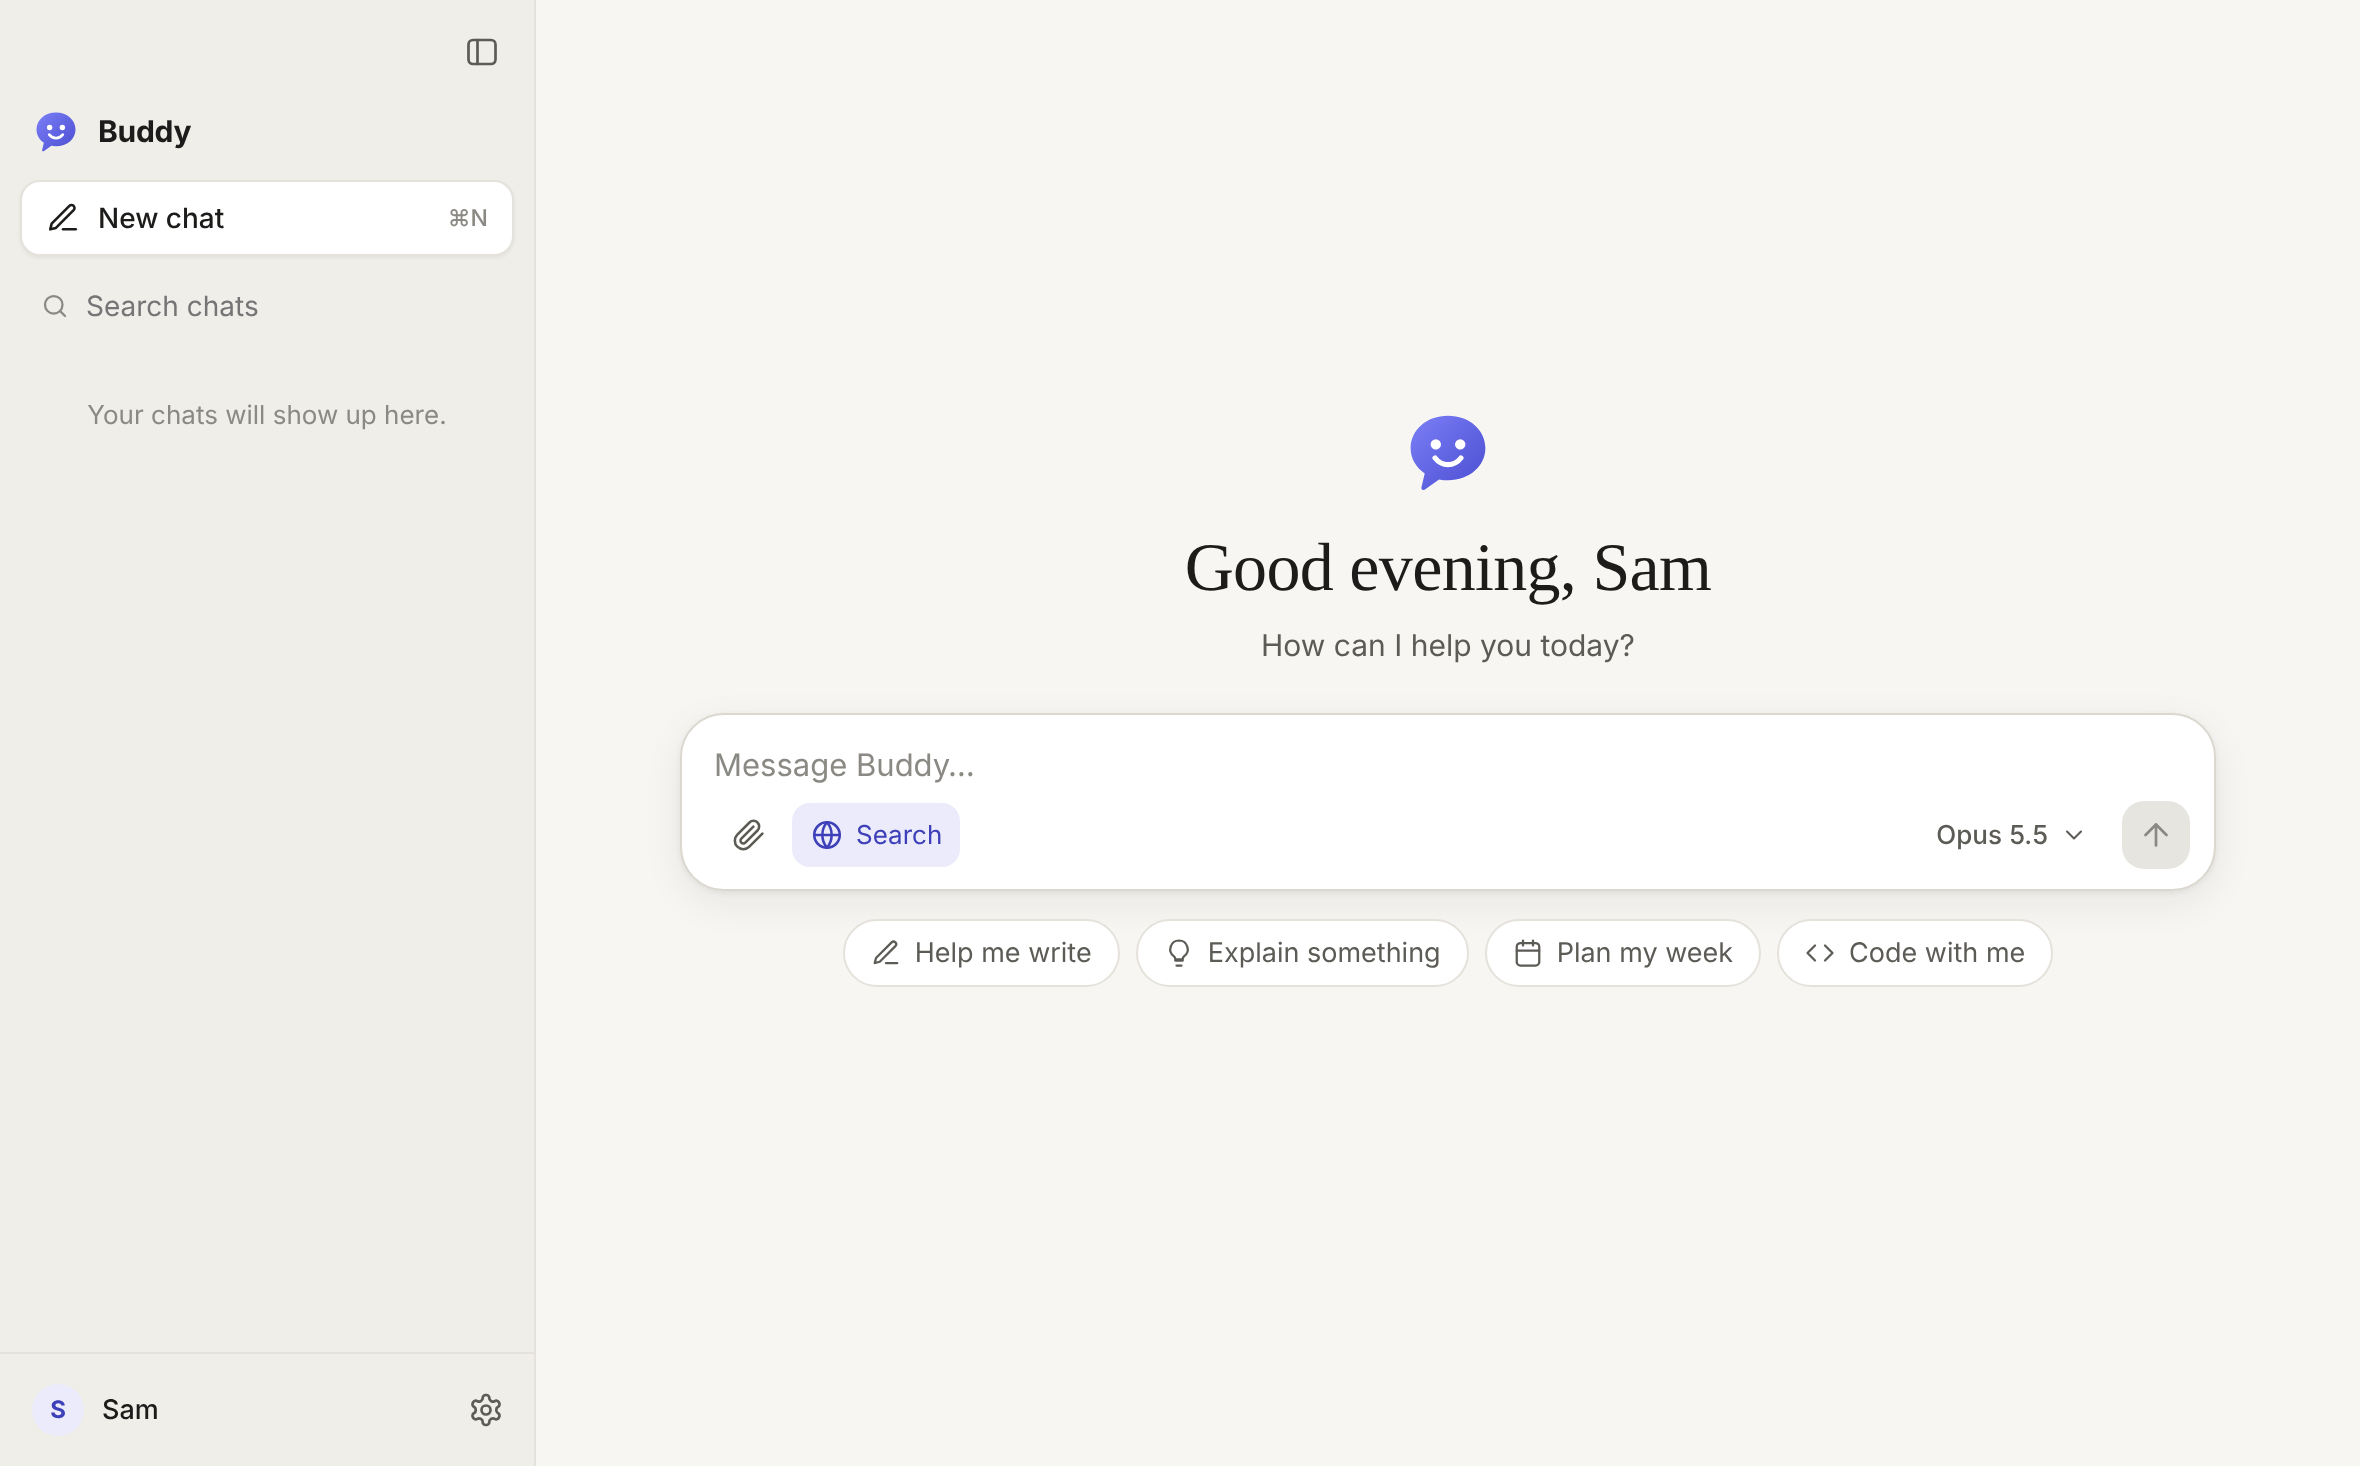 Buddy
New chat ⌘N
Search chats
Your chats will show up here.
S Sam
Good evening, Sam
How can I help you today?
Message Buddy...
Search
Opus 5.5
Help me write
Explain something
Plan my week
Code with me